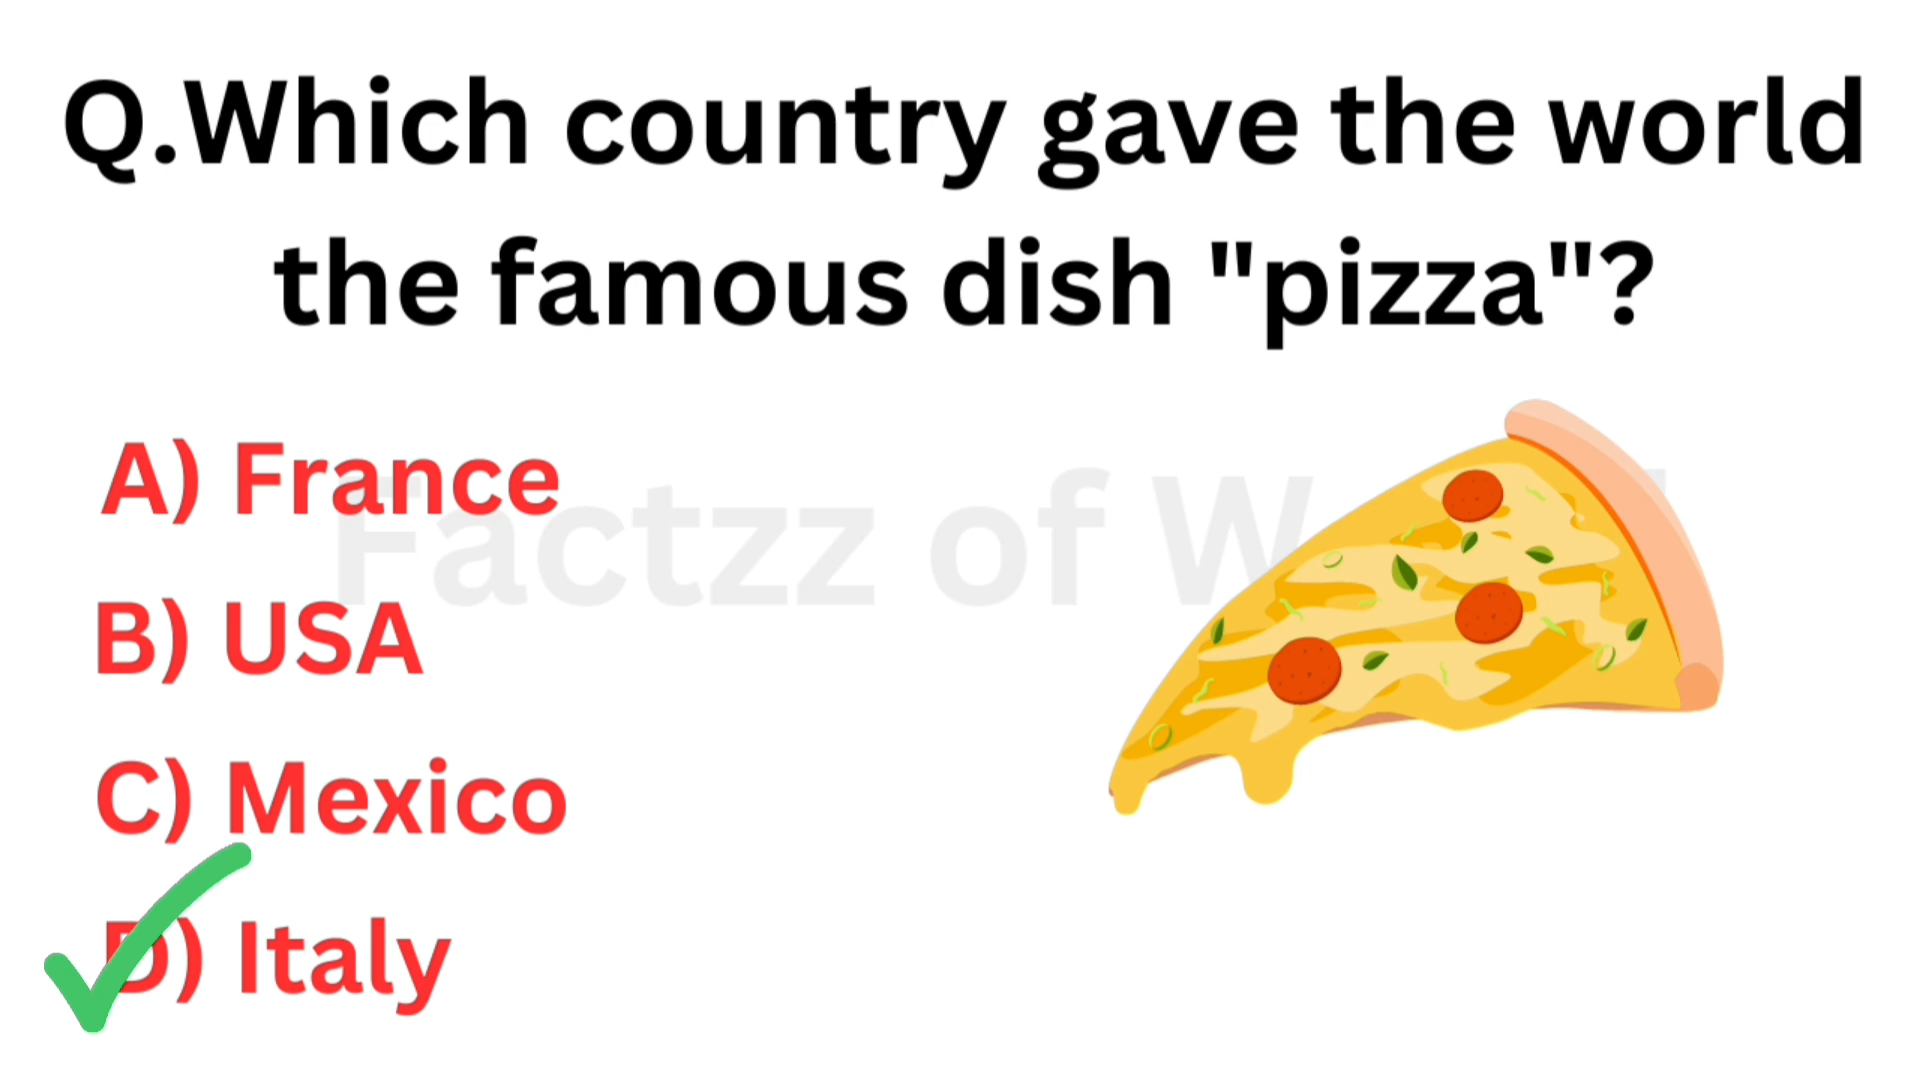 Q.Which country gave the world
the famous dish "pizza"?
A) France
Factzz of W
B) USA
C) Mexico
D) Italy